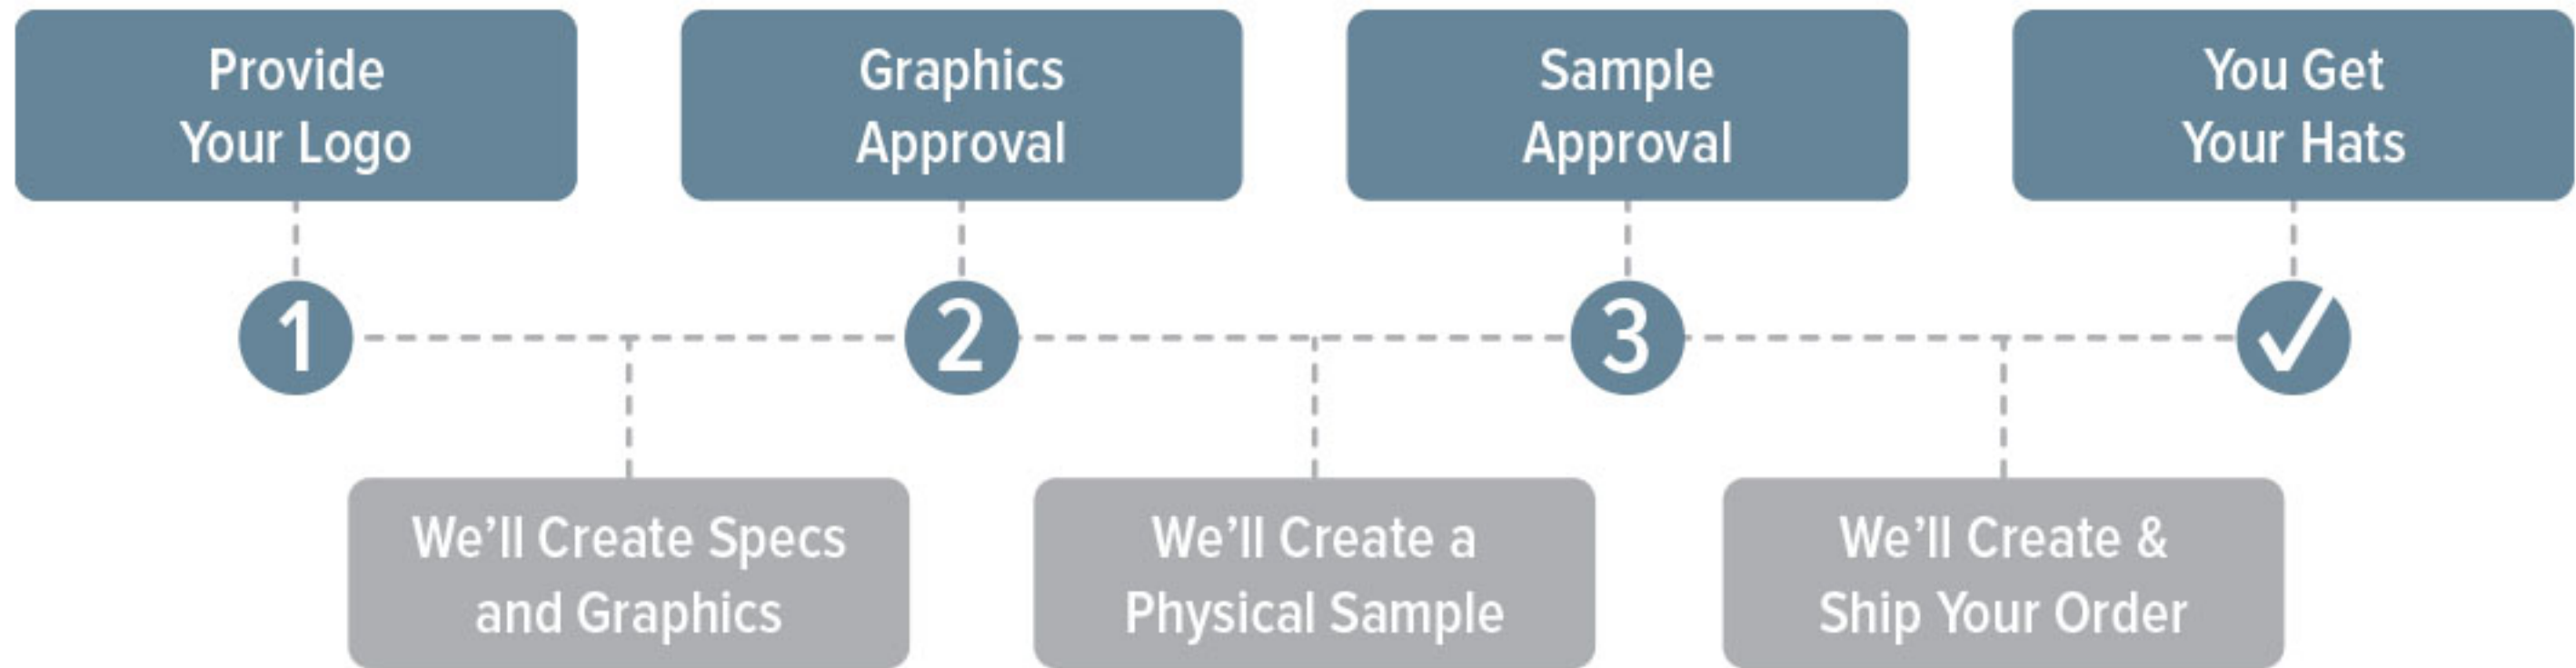 Provide
Your Logo
Graphics
Approval
Sample
Approval
You Get
Your Hats
1
2
3
We’ll Create Specs
and Graphics
We’ll Create a
Physical Sample
We’ll Create &
Ship Your Order